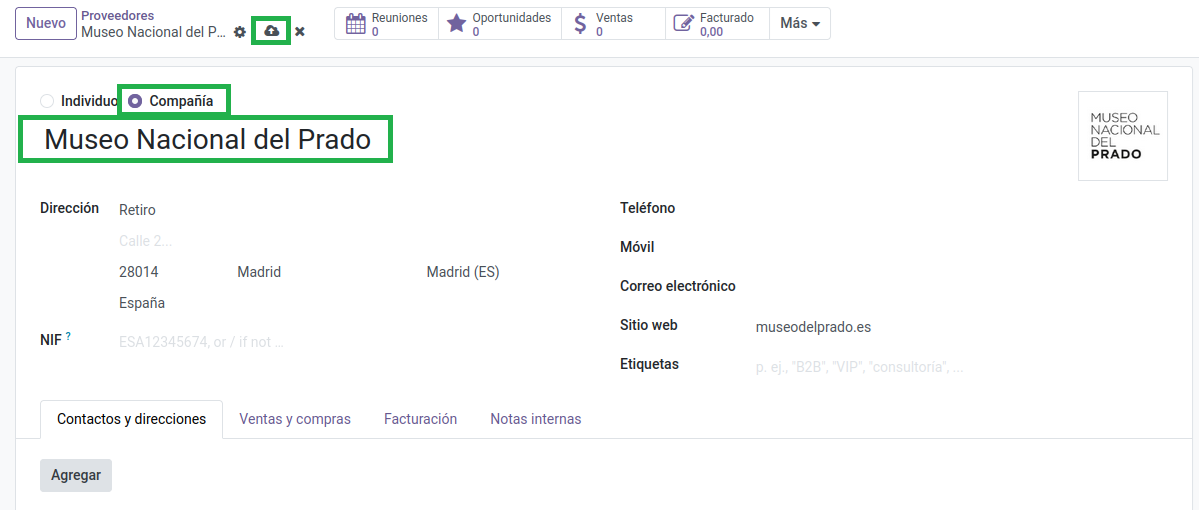 Nuevo
Proveedores
Museo Nacional del P...
Reuniones
0
Oportunidades
0
Ventas
0
Facturado
0,00
Más
Individuo
Compañía
Museo Nacional del Prado
MUSEO
NACIONAL
DEL
PRADO
Dirección
Retiro
Calle 2...
28014 Madrid Madrid (ES)
España
NIF ?
ESA12345674, or / if not ...
Teléfono
Móvil
Correo electrónico
Sitio web
museodelprado.es
Etiquetas
p. ej., "B2B", "VIP", "consultoría", ...
Contactos y direcciones
Ventas y compras
Facturación
Notas internas
Agregar